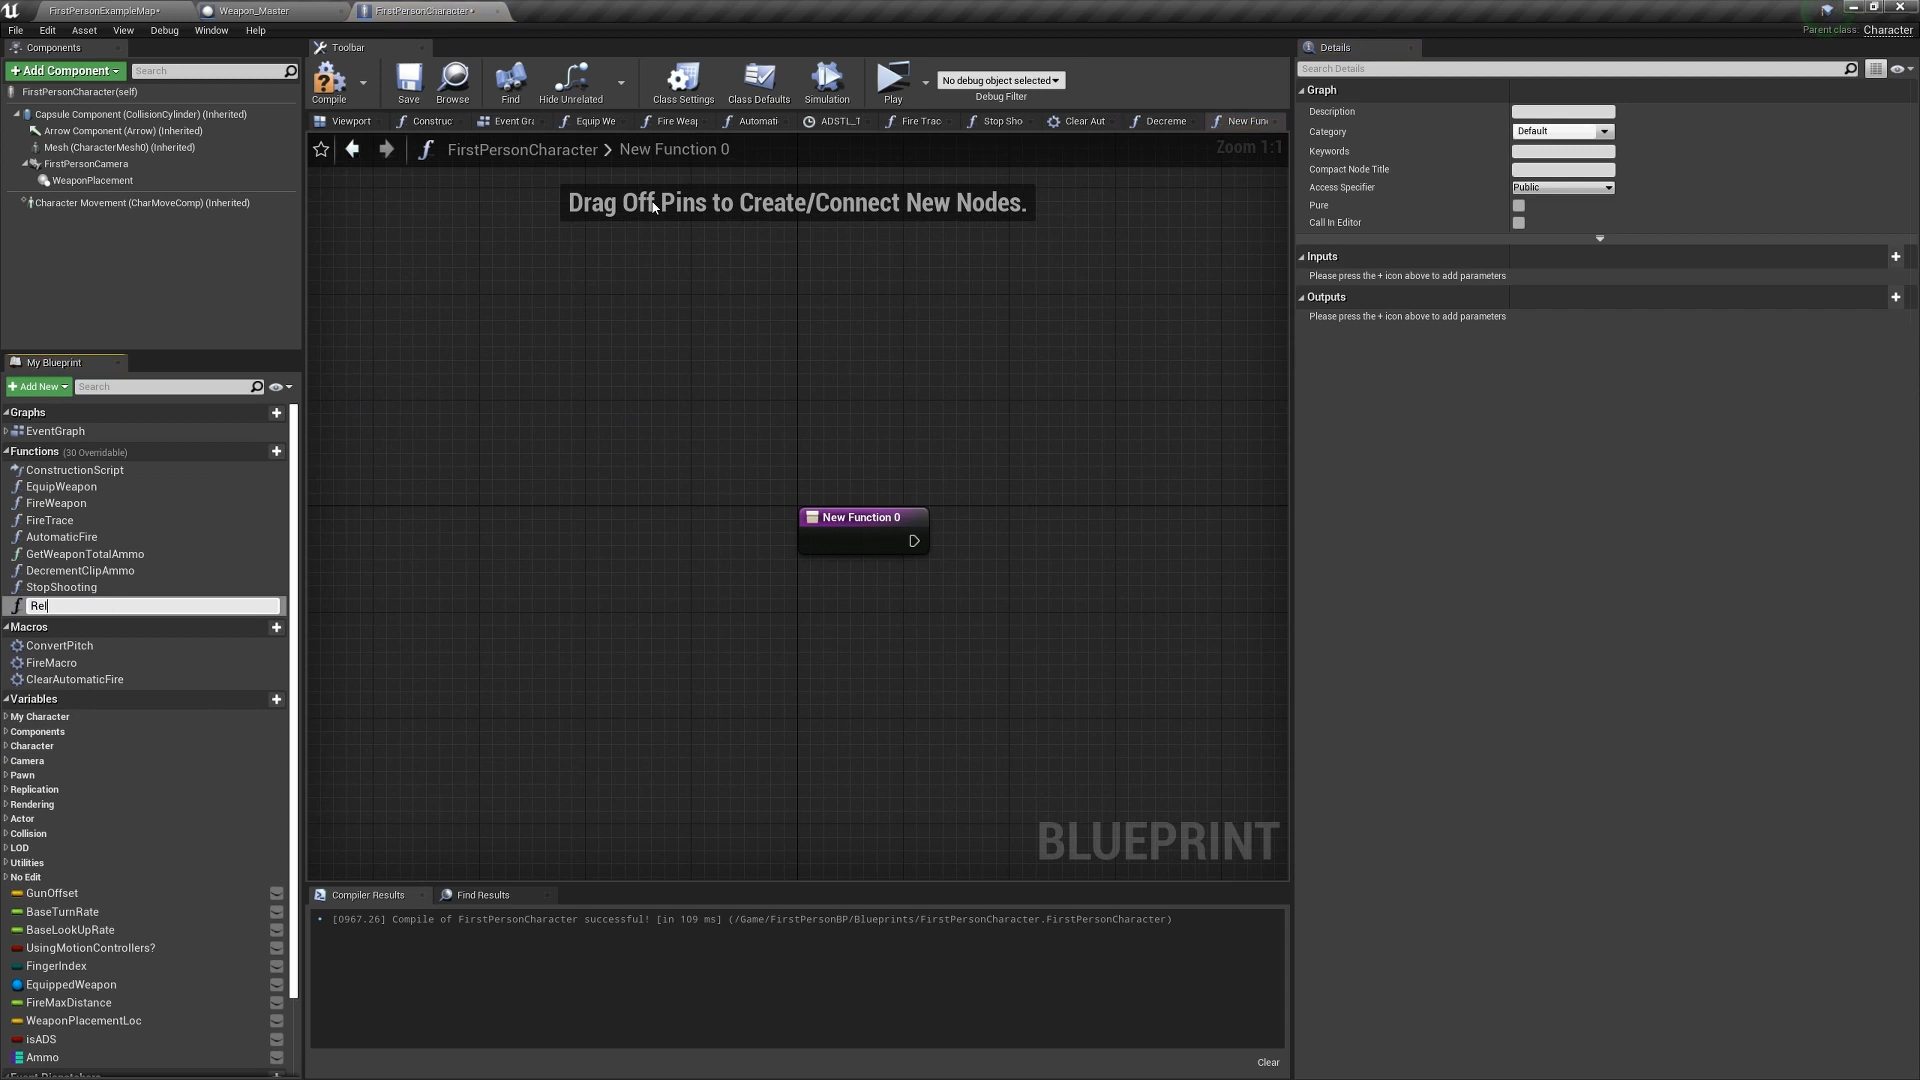 FirstPersonExampleMap•
Weapon_Master
FirstPersonCharacter•
File Edit Asset View Debug Window Help
Parent class: Character
Components
Add Component
Search
FirstPersonCharacter(self)
Capsule Component (CollisionCylinder) (Inherited)
Arrow Component (Arrow) (Inherited)
Mesh (CharacterMesh0) (Inherited)
FirstPersonCamera
WeaponPlacement
Character Movement (CharMoveComp) (Inherited)
My Blueprint
Add New
Search
Graphs
EventGraph
Functions (30 Overridable)
ConstructionScript
EquipWeapon
FireWeapon
FireTrace
AutomaticFire
GetWeaponTotalAmmo
DecrementClipAmmo
StopShooting
Rel
Macros
ConvertPitch
FireMacro
ClearAutomaticFire
Variables
My Character
Components
Character
Camera
Pawn
Replication
Rendering
Actor
Collision
LOD
Utilities
No Edit
GunOffset
BaseTurnRate
BaseLookUpRate
UsingMotionControllers?
FingerIndex
EquippedWeapon
FireMaxDistance
WeaponPlacementLoc
isADS
Ammo
Toolbar
Compile
Save
Browse
Find
Hide Unrelated
Class Settings
Class Defaults
Simulation
Play
No debug object selected
Debug Filter
Viewport
Construc
Event Gra
Equip We
Fire Weap
Automati
ADSTL_T
Fire Trac
Stop Sho
Clear Aut
Decreme
New Func
FirstPersonCharacter > New Function 0
Zoom 1:1
Drag Off Pins to Create/Connect New Nodes.
New Function 0
BLUEPRINT
Compiler Results
Find Results
• [0967.26] Compile of FirstPersonCharacter successful! [in 109 ms] (/Game/FirstPersonBP/Blueprints/FirstPersonCharacter.FirstPersonCharacter)
Clear
Details
Search Details
Graph
Description
Category Default
Keywords
Compact Node Title
Access Specifier Public
Pure
Call In Editor
Inputs
Please press the + icon above to add parameters
Outputs
Please press the + icon above to add parameters